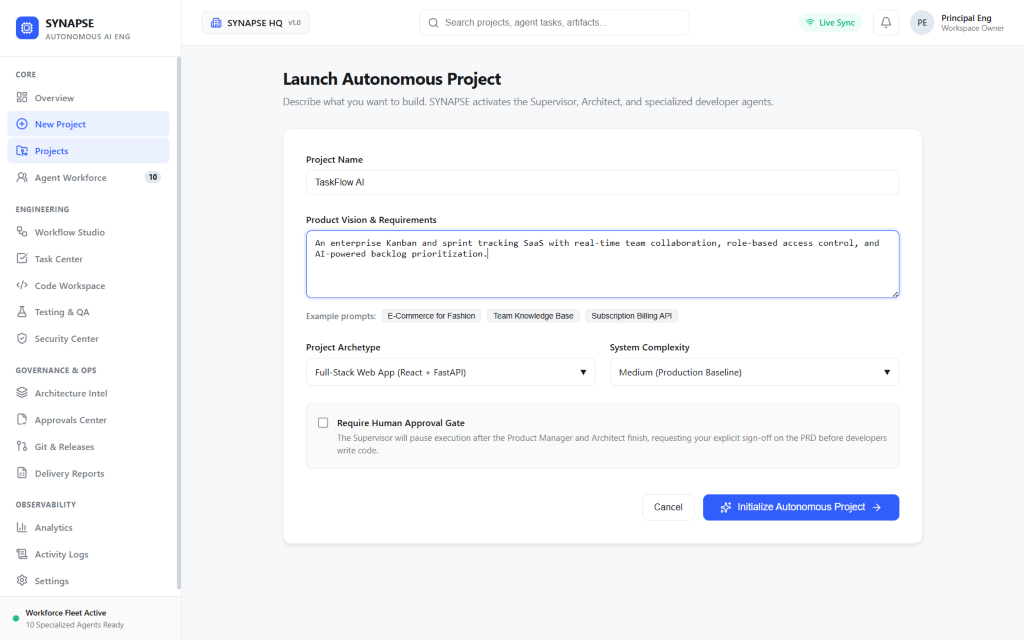 SYNAPSE
AUTONOMOUS AI ENG
CORE
Overview
New Project
Projects
Agent Workforce 10
ENGINEERING
Workflow Studio
Task Center
Code Workspace
Testing & QA
Security Center
GOVERNANCE & OPS
Architecture Intel
Approvals Center
Git & Releases
Delivery Reports
OBSERVABILITY
Analytics
Activity Logs
Settings
Workforce Fleet Active
10 Specialized Agents Ready
SYNAPSE HQ v1.0
Search projects, agent tasks, artifacts...
Live Sync
PE
Principal Eng
Workspace Owner
Launch Autonomous Project
Describe what you want to build. SYNAPSE activates the Supervisor, Architect, and specialized developer agents.
Project Name
TaskFlow AI
Product Vision & Requirements
An enterprise Kanban and sprint tracking SaaS with real-time team collaboration, role-based access control, and
AI-powered backlog prioritization.
Example prompts: E-Commerce for Fashion Team Knowledge Base Subscription Billing API
Project Archetype
Full-Stack Web App (React + FastAPI)
System Complexity
Medium (Production Baseline)
Require Human Approval Gate
The Supervisor will pause execution after the Product Manager and Architect finish, requesting your explicit sign-off on the PRD before developers
write code.
Cancel
Initialize Autonomous Project